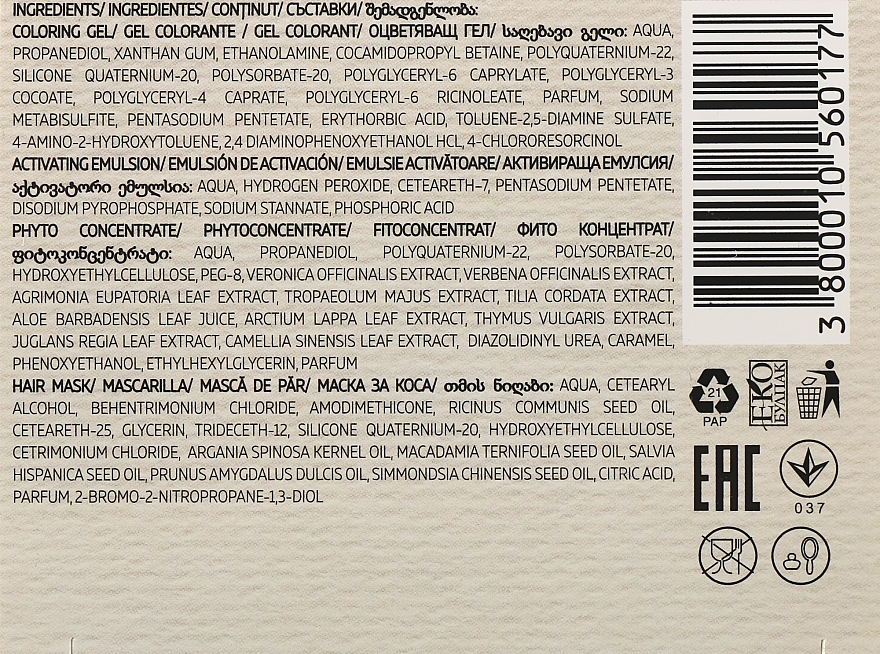 INGREDIENTS/ INGREDIENTES/ CONȚINUT/ СЪСТАВКИ/ შემადგენლობა:
COLORING GEL/ GEL COLORANTE / GEL COLORANT/ ОЦВЕТЯВАЩ ГЕЛ/ საღებავი გელი: AQUA,
PROPANEDIOL, XANTHAN GUM, ETHANOLAMINE, COCAMIDOPROPYL BETAINE, POLYQUATERNIUM-22,
SILICONE QUATERNIUM-20, POLYSORBATE-20, POLYGLYCERYL-6 CAPRYLATE, POLYGLYCERYL-3
COCOATE, POLYGLYCERYL-4 CAPRATE, POLYGLYCERYL-6 RICINOLEATE, PARFUM, SODIUM
METABISULFITE, PENTASODIUM PENTETATE, ERYTHORBIC ACID, TOLUENE-2,5-DIAMINE SULFATE,
4-AMINO-2-HYDROXYTOLUENE, 2,4 DIAMINOPHENOXYETHANOL HCL, 4-CHLORORESORCINOL
ACTIVATING EMULSION/ EMULSIÓN DE ACTIVACIÓN/ EMULSIE ACTIVĂTOARE/ АКТИВИРАЩА ЕМУЛСИЯ/
აქტივატორი ემულსია: AQUA, HYDROGEN PEROXIDE, CETEARETH-7, PENTASODIUM PENTETATE,
DISODIUM PYROPHOSPHATE, SODIUM STANNATE, PHOSPHORIC ACID
PHYTO CONCENTRATE/ PHYTOCONCENTRATE/ FITOCONCENTRAT/ ФИТО КОНЦЕНТРАТ/
ფიტოკონცენტრატი: AQUA, PROPANEDIOL, POLYQUATERNIUM-22, POLYSORBATE-20,
HYDROXYETHYLCELLULOSE, PEG-8, VERONICA OFFICINALIS EXTRACT, VERBENA OFFICINALIS EXTRACT,
AGRIMONIA EUPATORIA LEAF EXTRACT, TROPAEOLUM MAJUS EXTRACT, TILIA CORDATA EXTRACT,
ALOE BARBADENSIS LEAF JUICE, ARCTIUM LAPPA LEAF EXTRACT, THYMUS VULGARIS EXTRACT,
JUGLANS REGIA LEAF EXTRACT, CAMELLIA SINENSIS LEAF EXTRACT, DIAZOLIDINYL UREA, CARAMEL,
PHENOXYETHANOL, ETHYLHEXYLGLYCERIN, PARFUM
HAIR MASK/ MASCARILLA/ MASCĂ DE PĂR/ МАСКА ЗА КОСА/ თმის ნიღაბი: AQUA, CETEARYL
ALCOHOL, BEHENTRIMONIUM CHLORIDE, AMODIMETHICONE, RICINUS COMMUNIS SEED OIL,
CETEARETH-25, GLYCERIN, TRIDECETH-12, SILICONE QUATERNIUM-20, HYDROXYETHYLCELLULOSE,
CETRIMONIUM CHLORIDE, ARGANIA SPINOSA KERNEL OIL, MACADAMIA TERNIFOLIA SEED OIL, SALVIA
HISPANICA SEED OIL, PRUNUS AMYGDALUS DULCIS OIL, SIMMONDSIA CHINENSIS SEED OIL, CITRIC ACID,
PARFUM, 2-BROMO-2-NITROPROPANE-1,3-DIOL
3 800010 560177
21
PAP
ЕКО
БУЛПАК
EAC
037